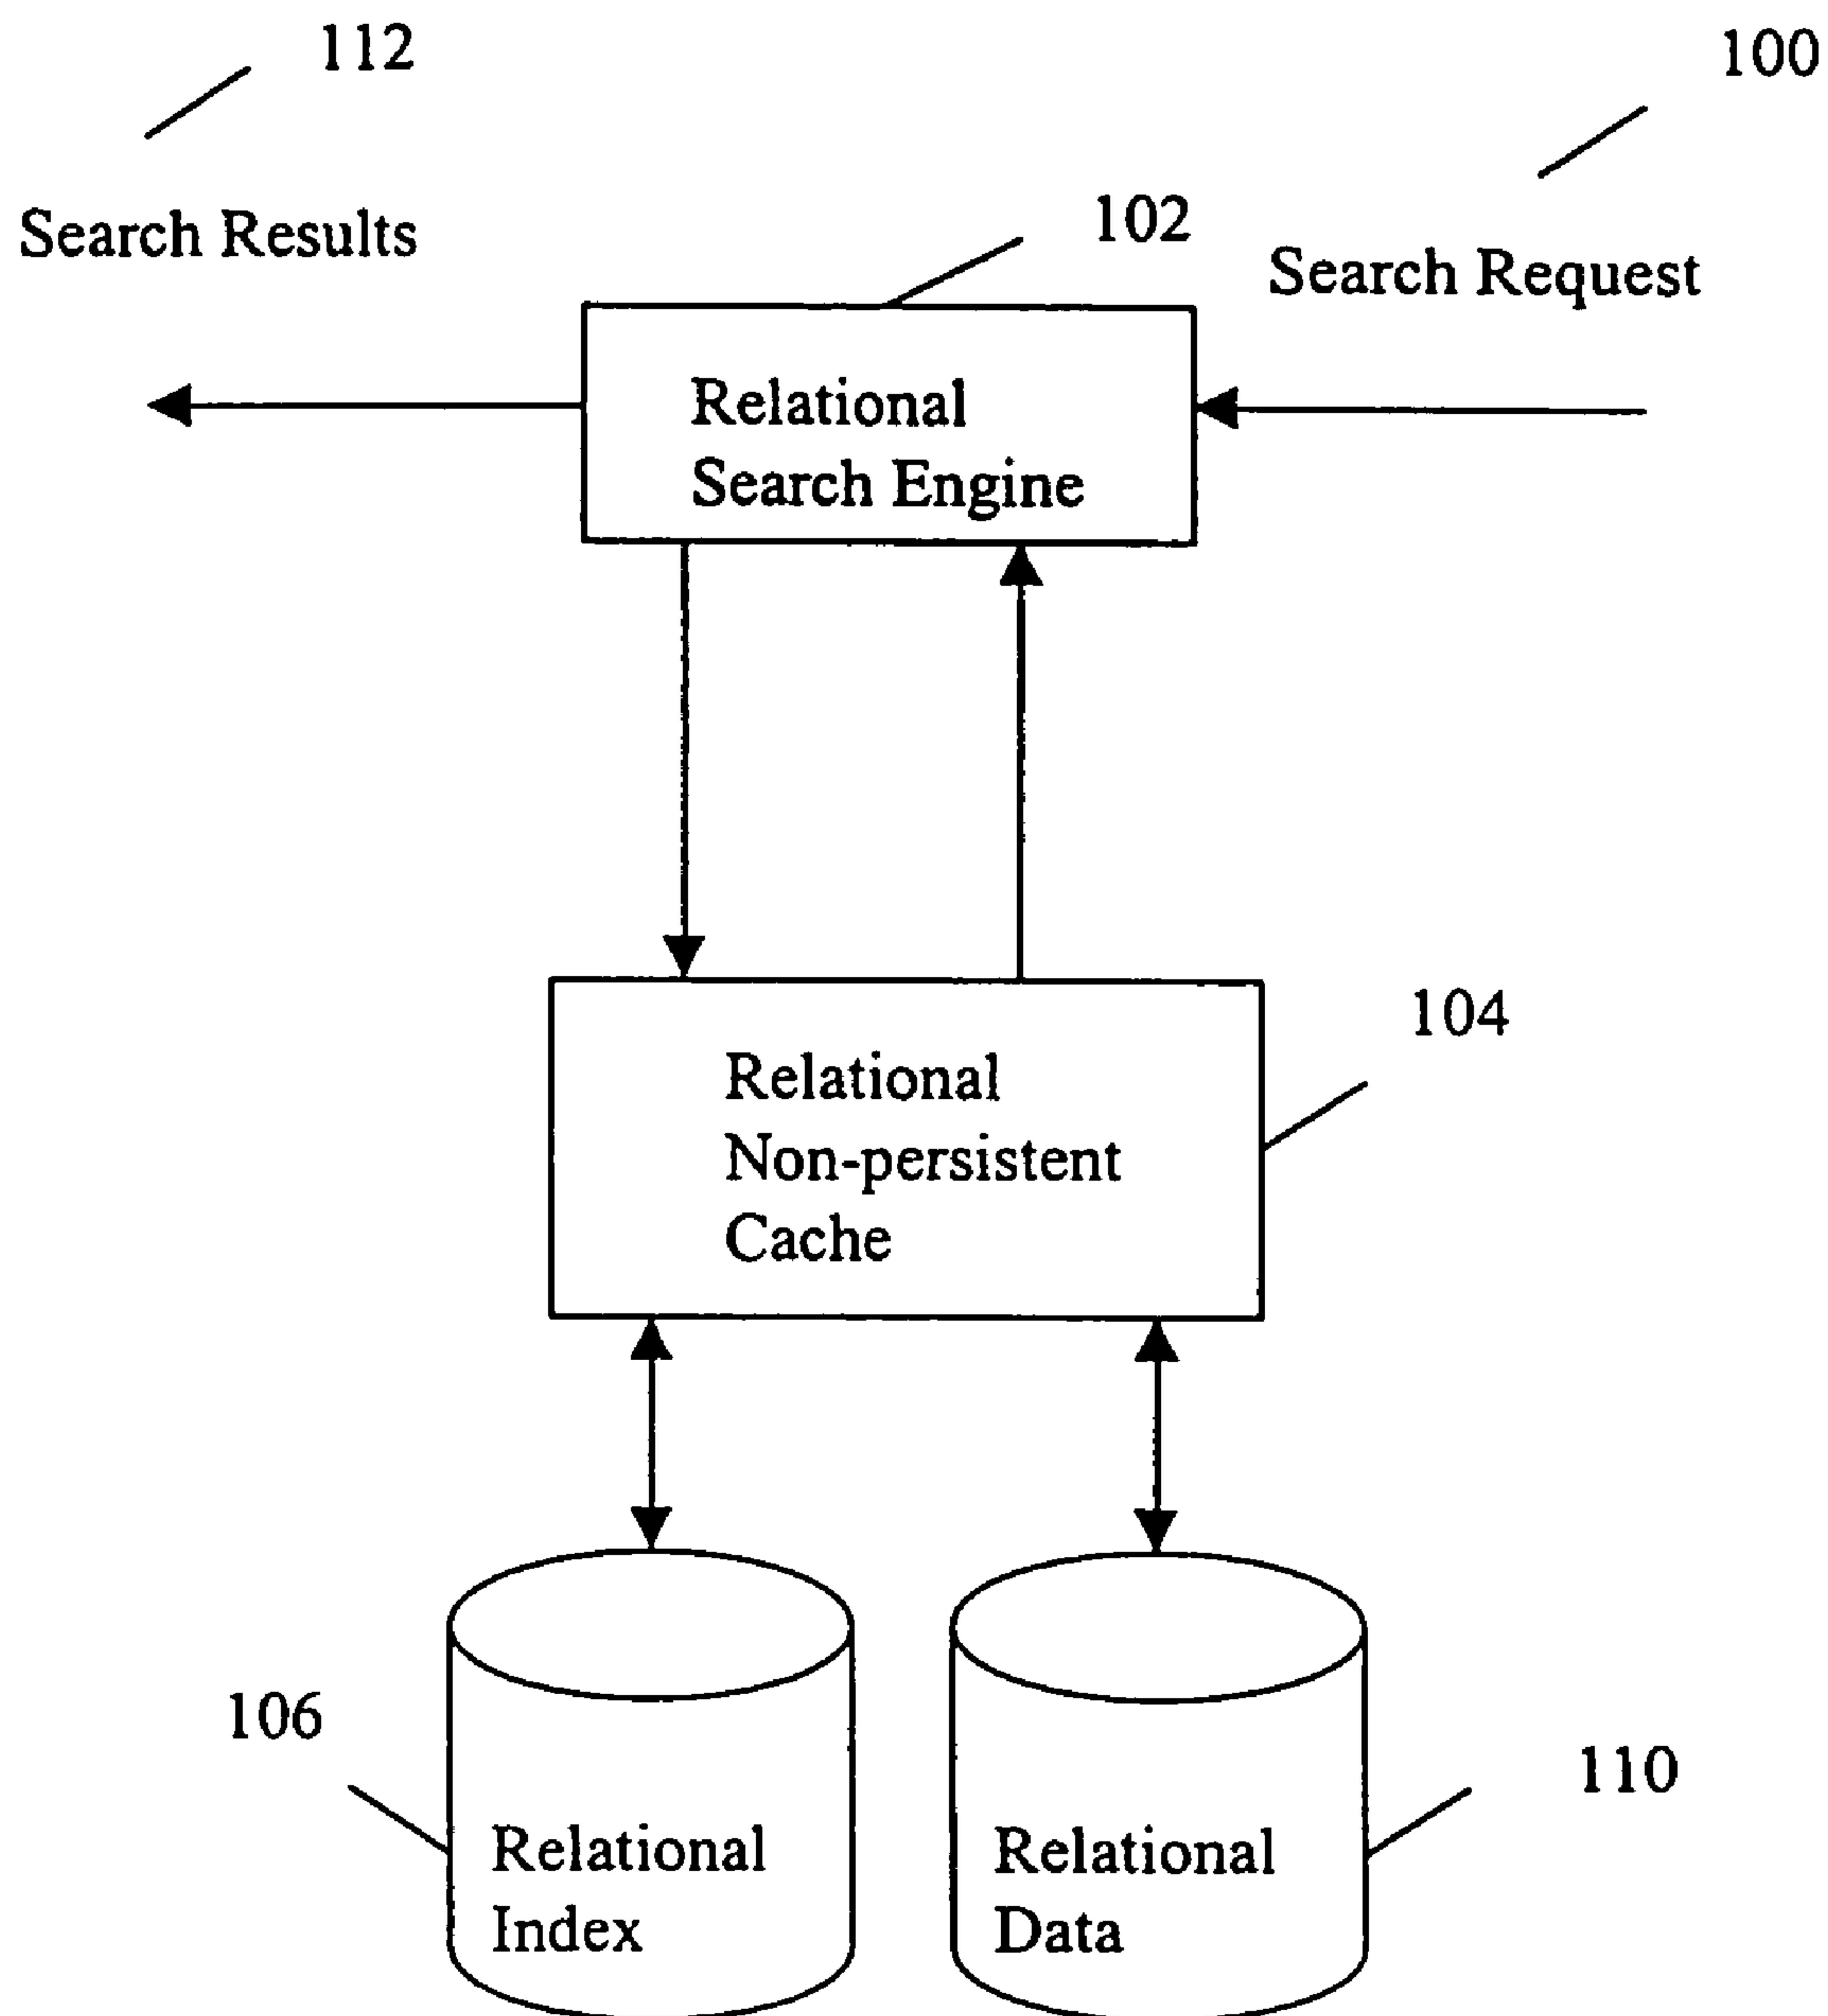 112
100
Search Results
102
Search Request
Relational
Search Engine
104
Relational
Non-persistent
Cache
106
110
Relational
Index
Relational
Data